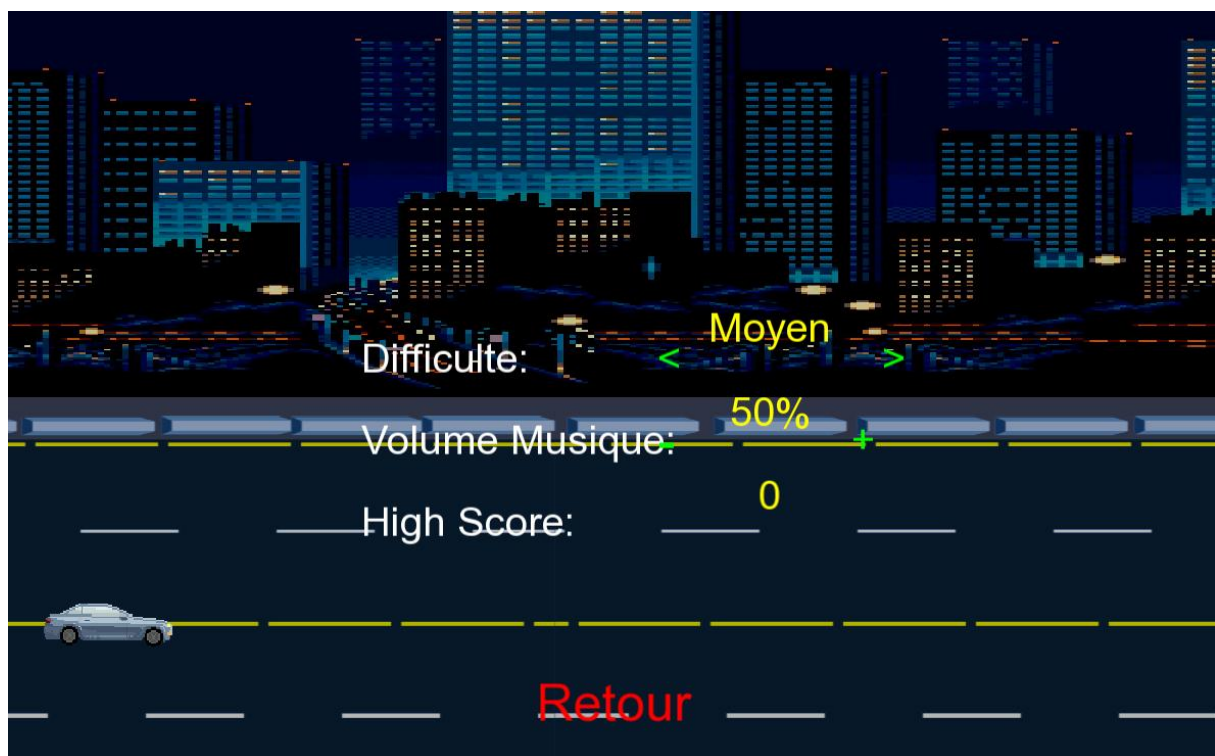 Moyen
Difficulte: < >
50%
Volume Musique: - +
0
High Score:
Retour